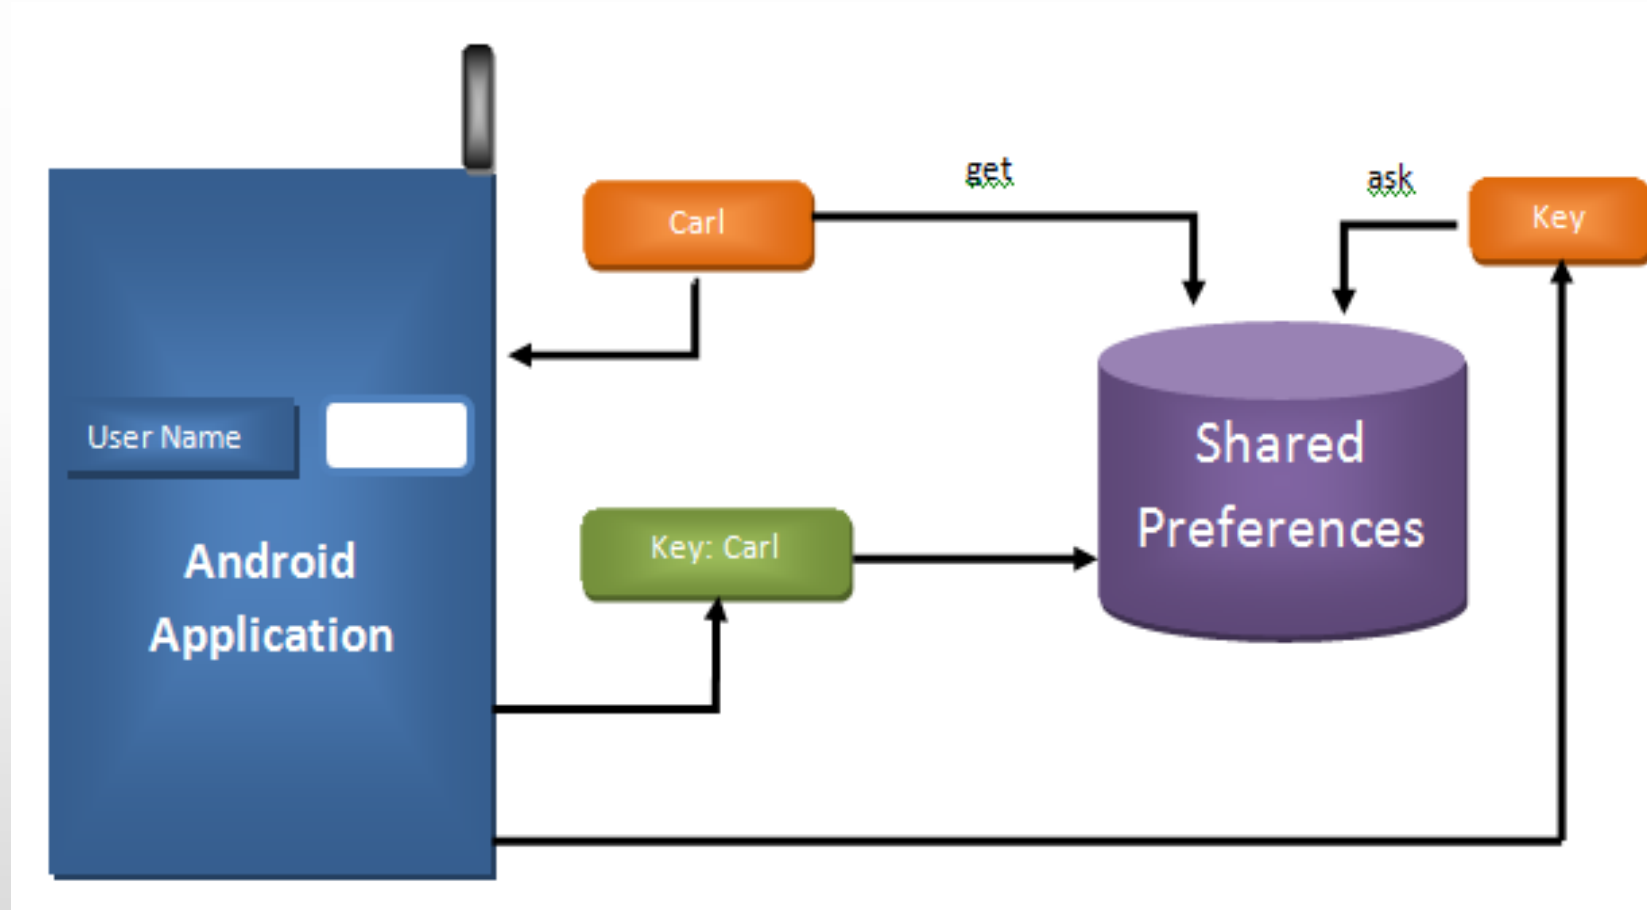 get
ask
Carl
Key
User Name
Shared
Preferences
Key: Carl
Android
Application